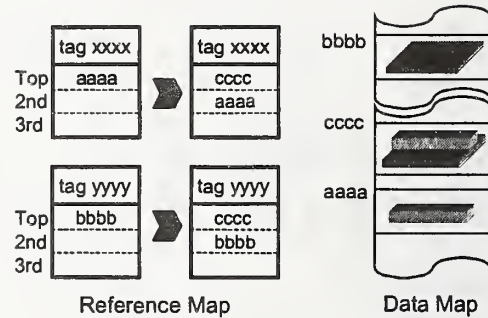 tag xxxx
tag xxxx
Top aaaa
cccc
2nd
aaaa
3rd
tag yyyy
tag yyyy
Top bbbb
cccc
2nd
bbbb
3rd
Reference Map
bbbb
cccc
aaaa
Data Map